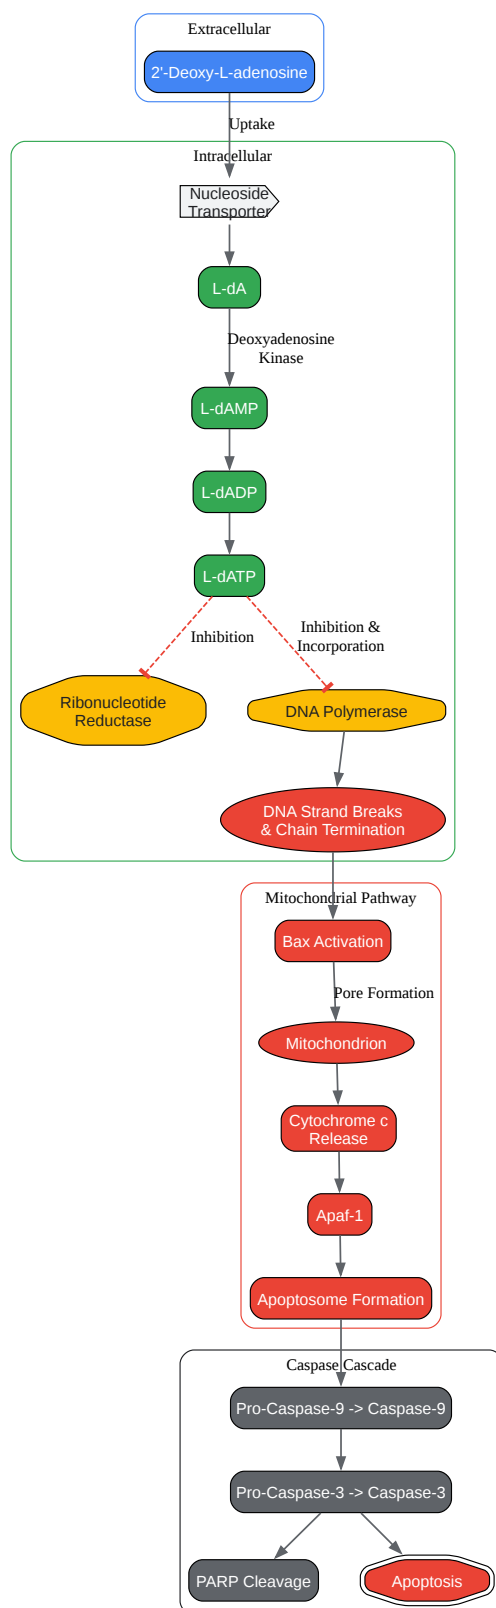 Extracellular
2'-Deoxy-L-adenosine
Uptake
Intracellular
Nucleoside
Transporter
L-dA
Deoxyadenosine
Kinase
L-dAMP
L-dADP
L-dATP
Inhibition
Inhibition &
Incorporation
Ribonucleotide
Reductase
DNA Polymerase
DNA Strand Breaks
& Chain Termination
Mitochondrial Pathway
Bax Activation
Pore Formation
Mitochondrion
Cytochrome c
Release
Apaf-1
Apoptosome Formation
Caspase Cascade
Pro-Caspase-9 -> Caspase-9
Pro-Caspase-3 -> Caspase-3
PARP Cleavage
Apoptosis